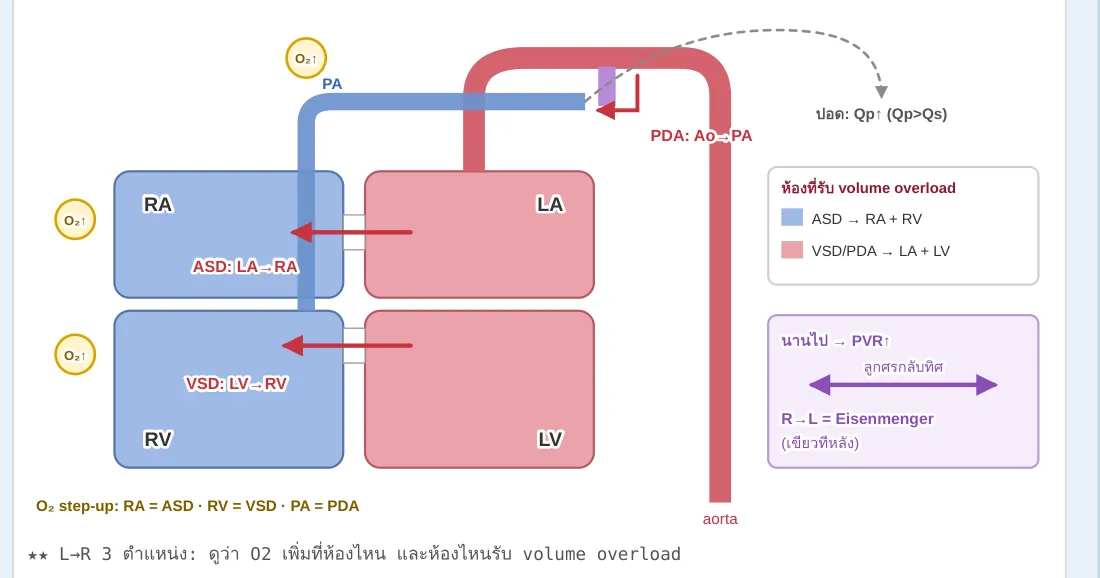 O₂↑
PA
ปอด: Qp↑ (Qp>Qs)
PDA: Ao→PA
RA
LA
O₂↑
ASD: LA→RA
ห้องที่รับ volume overload
ASD → RA + RV
VSD/PDA → LA + LV
O₂↑
VSD: LV→RV
RV
LV
นานไป → PVR↑
ลูกศรกลับทิศ
R→L = Eisenmenger
(เขียวทีหลัง)
O₂ step-up: RA = ASD · RV = VSD · PA = PDA
aorta
★★ L→R 3 ตำแหน่ง: ดูว่า O2 เพิ่มที่ห้องไหน และห้องไหนรับ volume overload